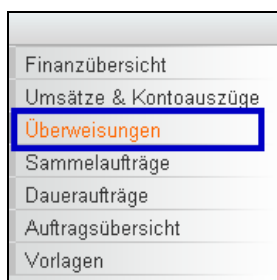 Finanzübersicht
Umsätze & Kontoauszüge
Überweisungen
Sammelaufträge
Daueraufträge
Auftragsübersicht
Vorlagen